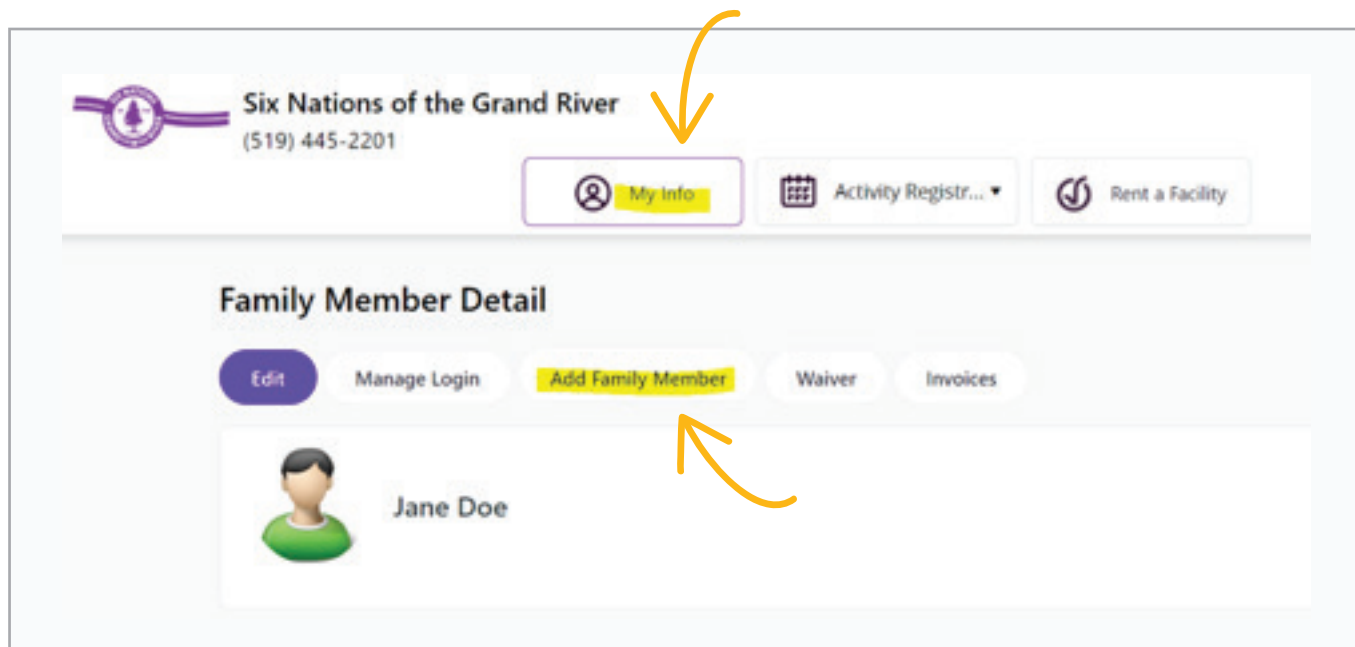 Six Nations of the Grand River
(519) 445-2201
My Info
Activity Registr...
Rent a Facility
Family Member Detail
Edit
Manage Login
Add Family Member
Waiver
Invoices
Jane Doe